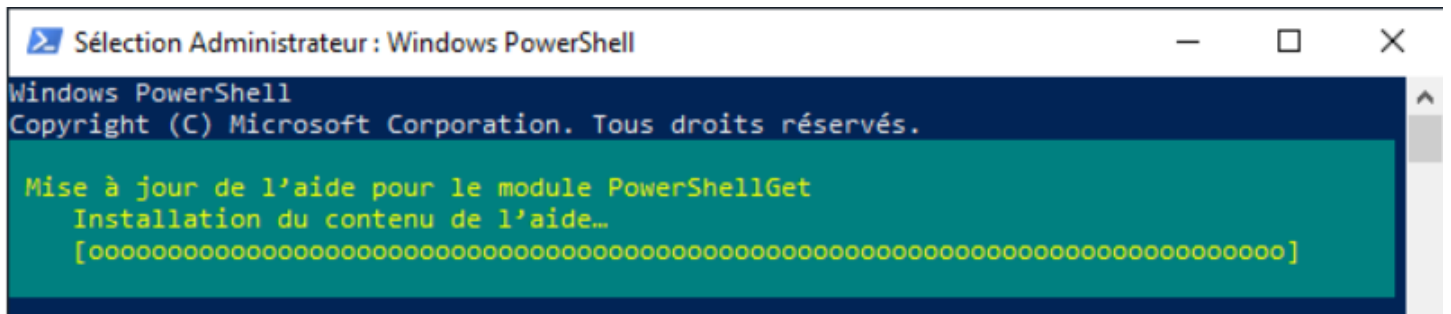 Sélection Administrateur : Windows PowerShell
Windows PowerShell
Copyright (C) Microsoft Corporation. Tous droits réservés.
Mise à jour de l’aide pour le module PowerShellGet
Installation du contenu de l’aide…
[oooooooooooooooooooooooooooooooooooooooooooooooooooooooooooooooooooooooooooo]